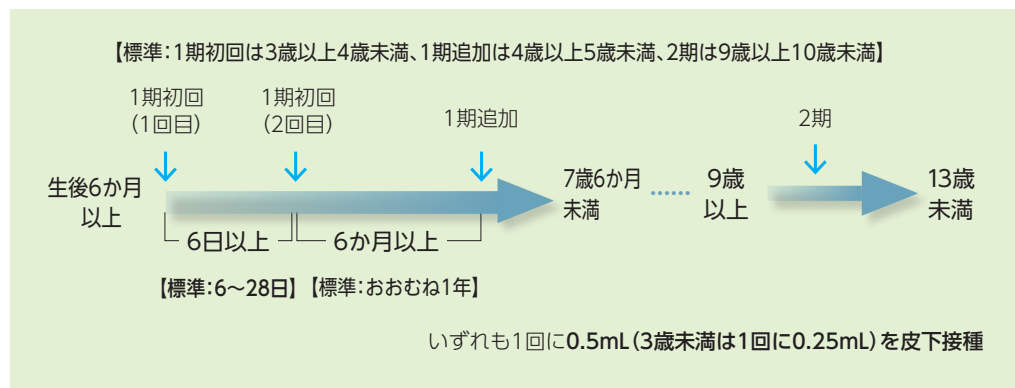 【標準：1期初回は3歳以上4歳未満、1期追加は4歳以上5歳未満、2期は9歳以上10歳未満】
1期初回
（1回目）
1期初回
（2回目）
1期追加
2期
生後6か月
以上
7歳6か月
未満
9歳
以上
13歳
未満
6日以上
6か月以上
【標準：6～28日】
【標準：おおむね1年】
いずれも1回に0.5mL（3歳未満は1回に0.25mL）を皮下接種